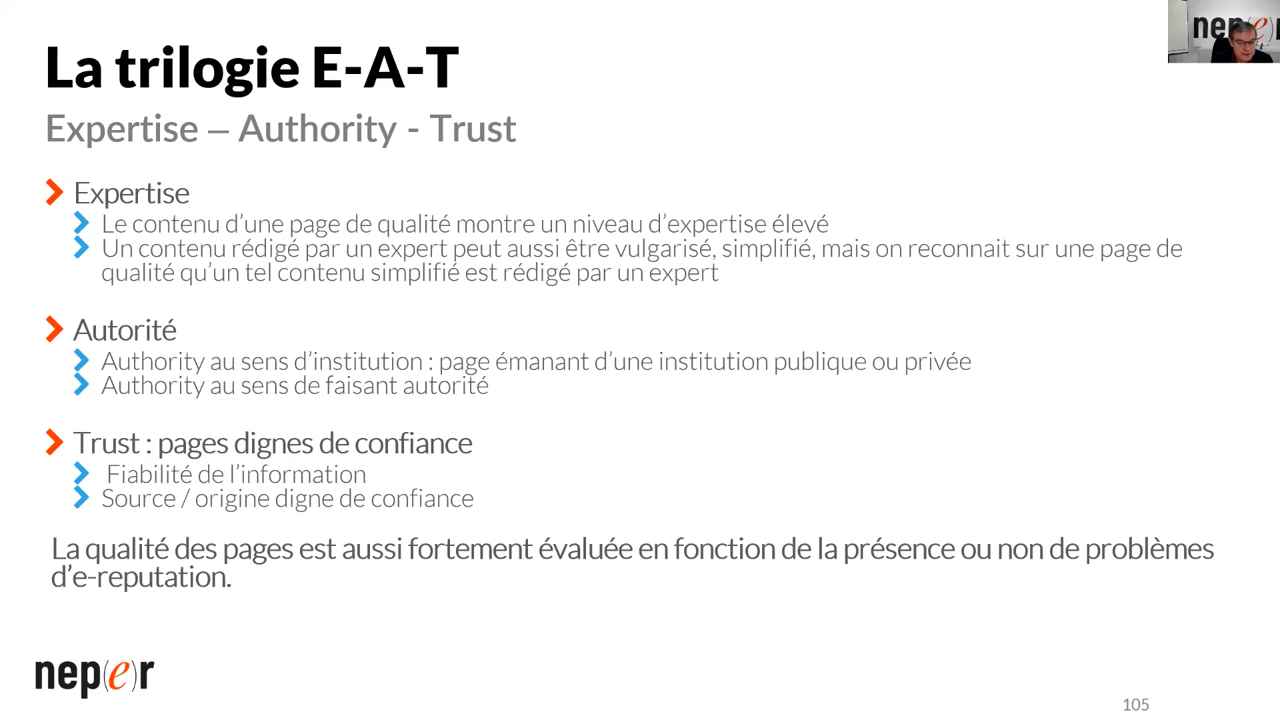 nep(e)r
La trilogie E-A-T
Expertise – Authority - Trust
Expertise
Le contenu d'une page de qualité montre un niveau d'expertise élevé
Un contenu rédigé par un expert peut aussi être vulgarisé, simplifié, mais on reconnait sur une page de
qualité qu'un tel contenu simplifié est rédigé par un expert
Autorité
Authority au sens d'institution : page émanant d'une institution publique ou privée
Authority au sens de faisant autorité
Trust : pages dignes de confiance
Fiabilité de l'information
Source / origine digne de confiance
La qualité des pages est aussi fortement évaluée en fonction de la présence ou non de problèmes
d'e-reputation.
nep(e)r
105